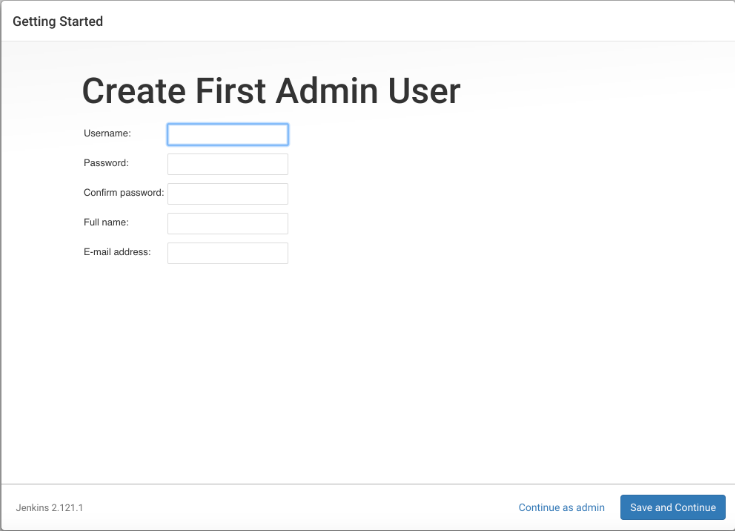 Getting Started
Create First Admin User
Username:
Password:
Confirm password:
Full name:
E-mail address:
Jenkins 2.121.1
Continue as admin
Save and Continue